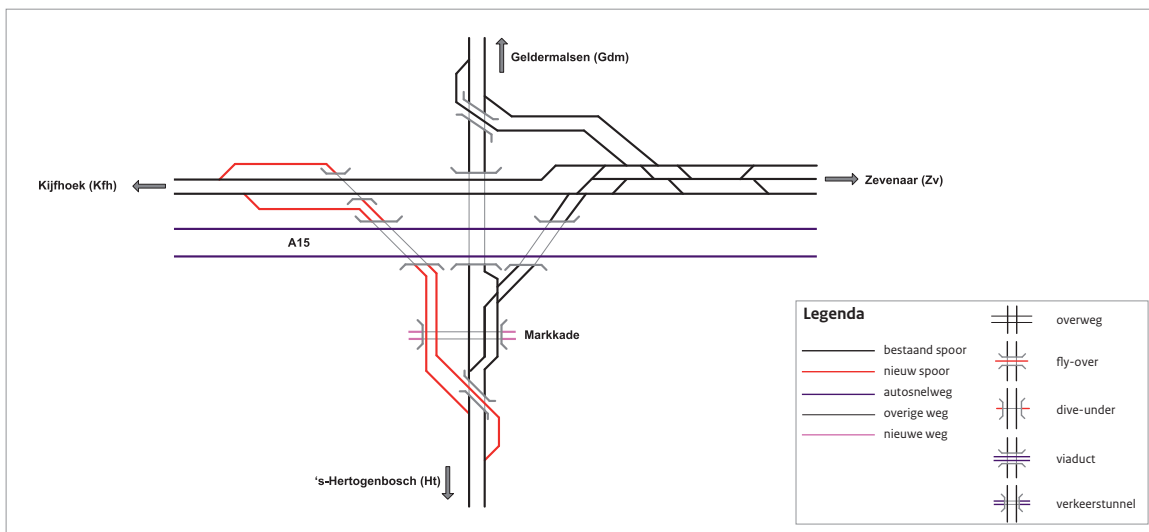 Geldermalsen (Gdm)
Kijfhoek (Kfh)
Zevenaar (Zv)
A15
Markkade
's-Hertogenbosch (Ht)
Legenda
bestaand spoor
nieuw spoor
autosnelweg
overige weg
nieuwe weg
overweg
fly-over
dive-under
viaduct
verkeerstunnel